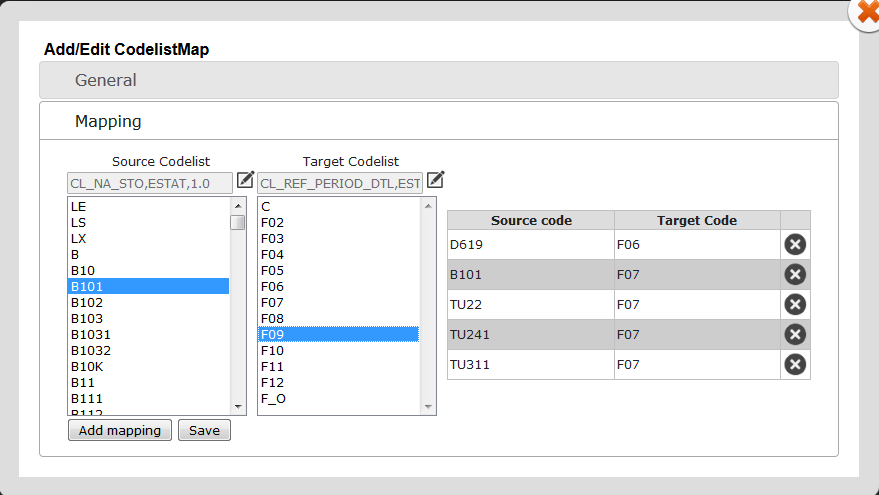 Add/Edit CodelistMap
General
Mapping
Source Codelist
Target Codelist
CL_NA_STO,ESTAT,1.0
CL_REF_PERIOD_DTL,EST
LE
LS
LX
B
B10
B101
B102
B103
B1031
B1032
B10K
B11
B111
B112
C
F02
F03
F04
F05
F06
F07
F08
F09
F10
F11
F12
F_O
Source code Target Code
D619 F06
B101 F07
TU22 F07
TU241 F07
TU311 F07
Add mapping Save